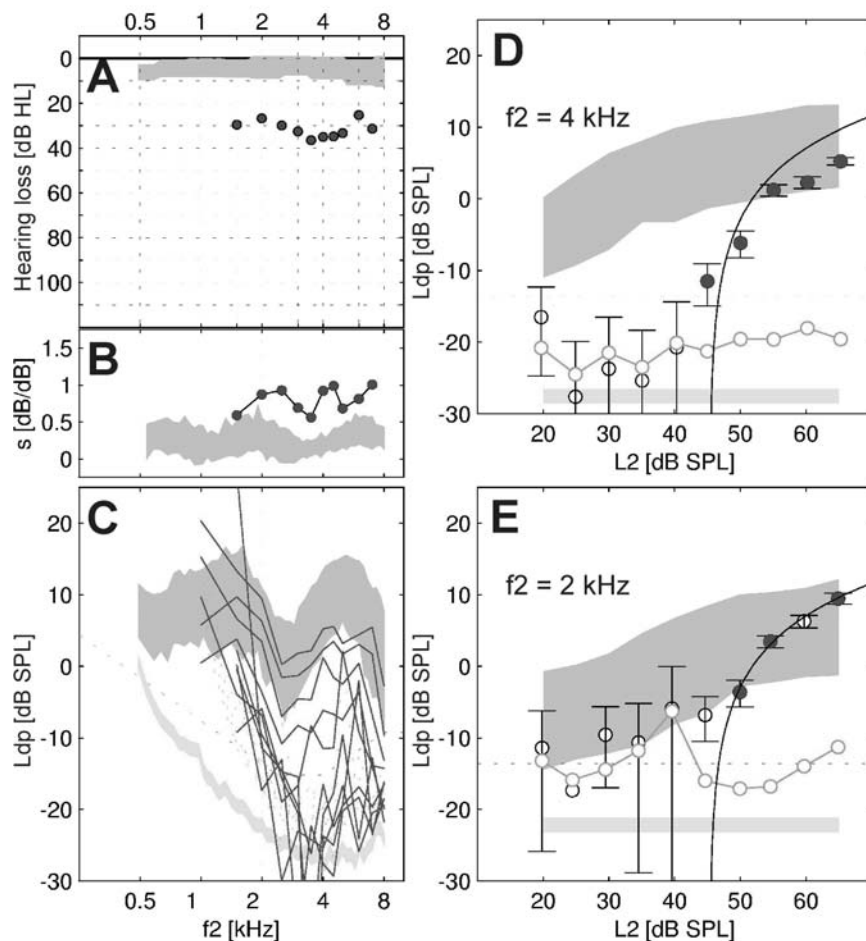 0.5 1 2 4 8
A
Hearing loss [dB HL]
0
20
40
60
80
100
B
s [dB/dB]
1.5
1
0.5
0
C
Ldp [dB SPL]
20
10
0
-10
-20
-30
0.5 1 2 4 8
f2 [kHz]
D
f2 = 4 kHz
Ldp [dB SPL]
20
10
0
-10
-20
-30
20 30 40 50 60
L2 [dB SPL]
E
f2 = 2 kHz
Ldp [dB SPL]
20
10
0
-10
-20
-30
20 30 40 50 60
L2 [dB SPL]